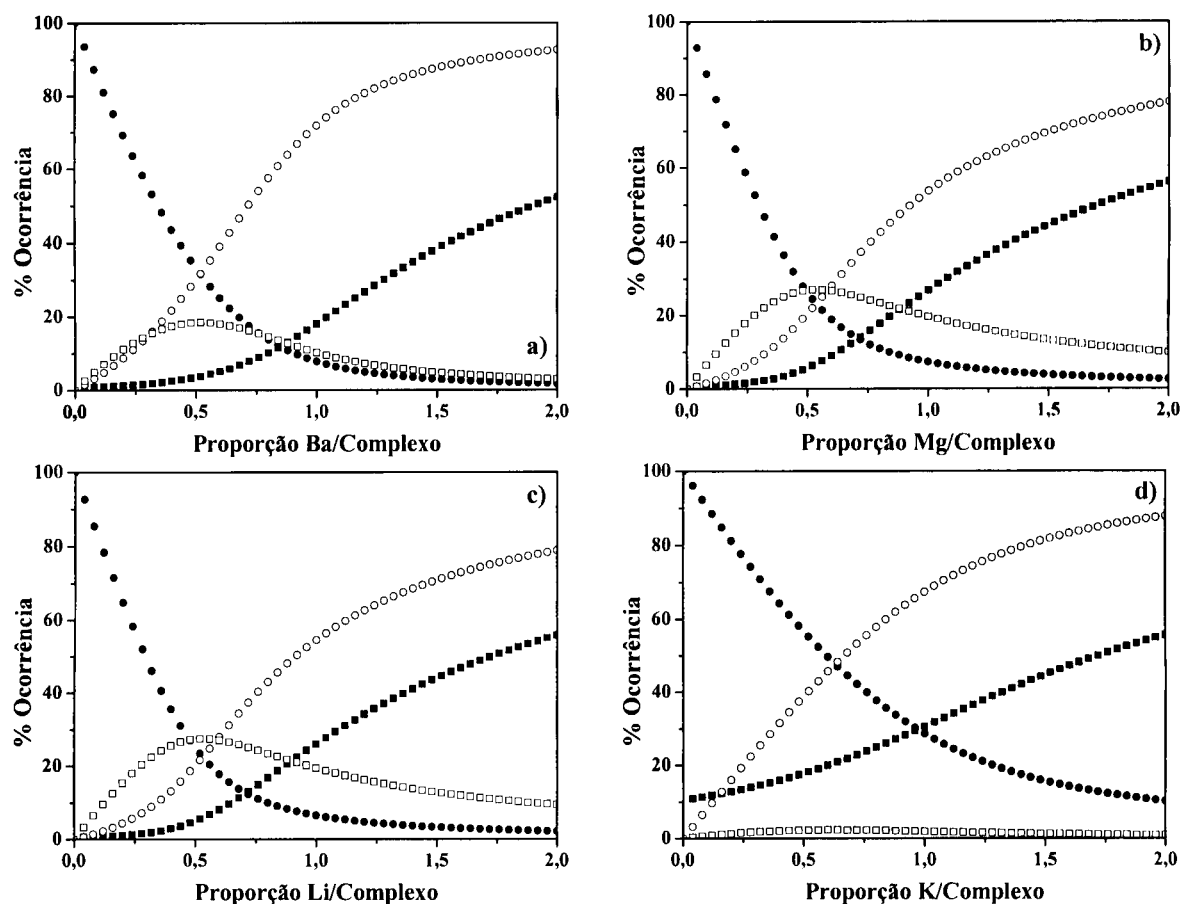 100
80
60
40
20
0
% Ocorrência
a)
0,0 0,5 1,0 1,5 2,0
Proporção Ba/Complexo
100
80
60
40
20
0
% Ocorrência
b)
0,0 0,5 1,0 1,5 2,0
Proporção Mg/Complexo
100
80
60
40
20
0
% Ocorrência
c)
0,0 0,5 1,0 1,5 2,0
Proporção Li/Complexo
100
80
60
40
20
0
% Ocorrência
d)
0,0 0,5 1,0 1,5 2,0
Proporção K/Complexo